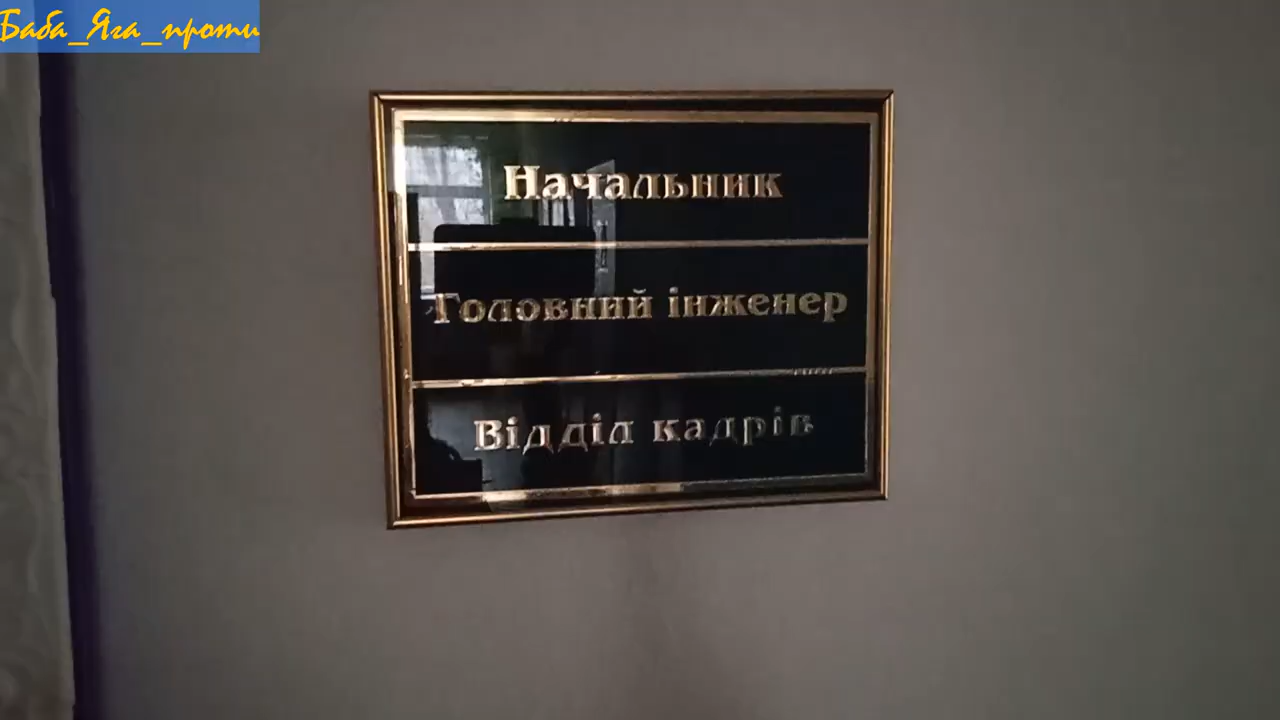 Баба_Яга_проти
Начальник
Головний інженер
Відділ кадрів